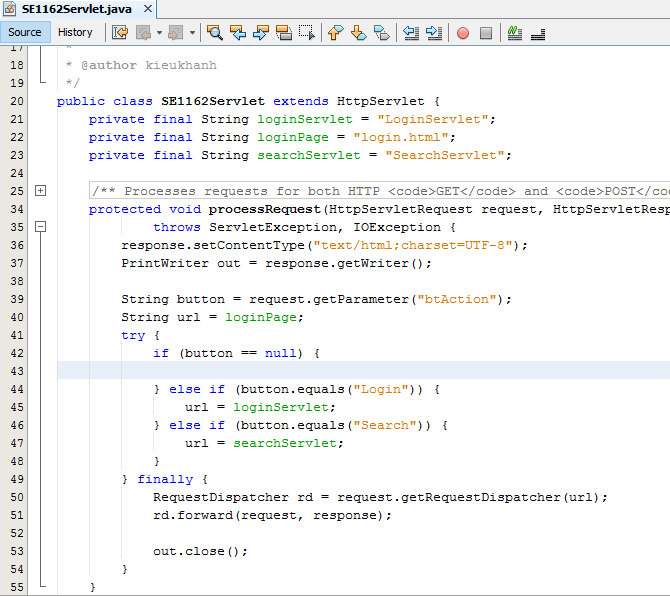 SE1162Servlet.java
Source History
17 *
18 * @author kieukhanh
19 */
20 public class SE1162Servlet extends HttpServlet {
21 private final String loginServlet = "LoginServlet";
22 private final String loginPage = "login.html";
23 private final String searchServlet = "SearchServlet";
24
25 /** Processes requests for both HTTP <code>GET</code> and <code>POST</co
34 protected void processRequest(HttpServletRequest request, HttpServletResp
35 throws ServletException, IOException {
36 response.setContentType("text/html;charset=UTF-8");
37 PrintWriter out = response.getWriter();
38
39 String button = request.getParameter("btAction");
40 String url = loginPage;
41 try {
42 if (button == null) {
43
44 } else if (button.equals("Login")) {
45 url = loginServlet;
46 } else if (button.equals("Search")) {
47 url = searchServlet;
48 }
49 } finally {
50 RequestDispatcher rd = request.getRequestDispatcher(url);
51 rd.forward(request, response);
52
53 out.close();
54 }
55 }